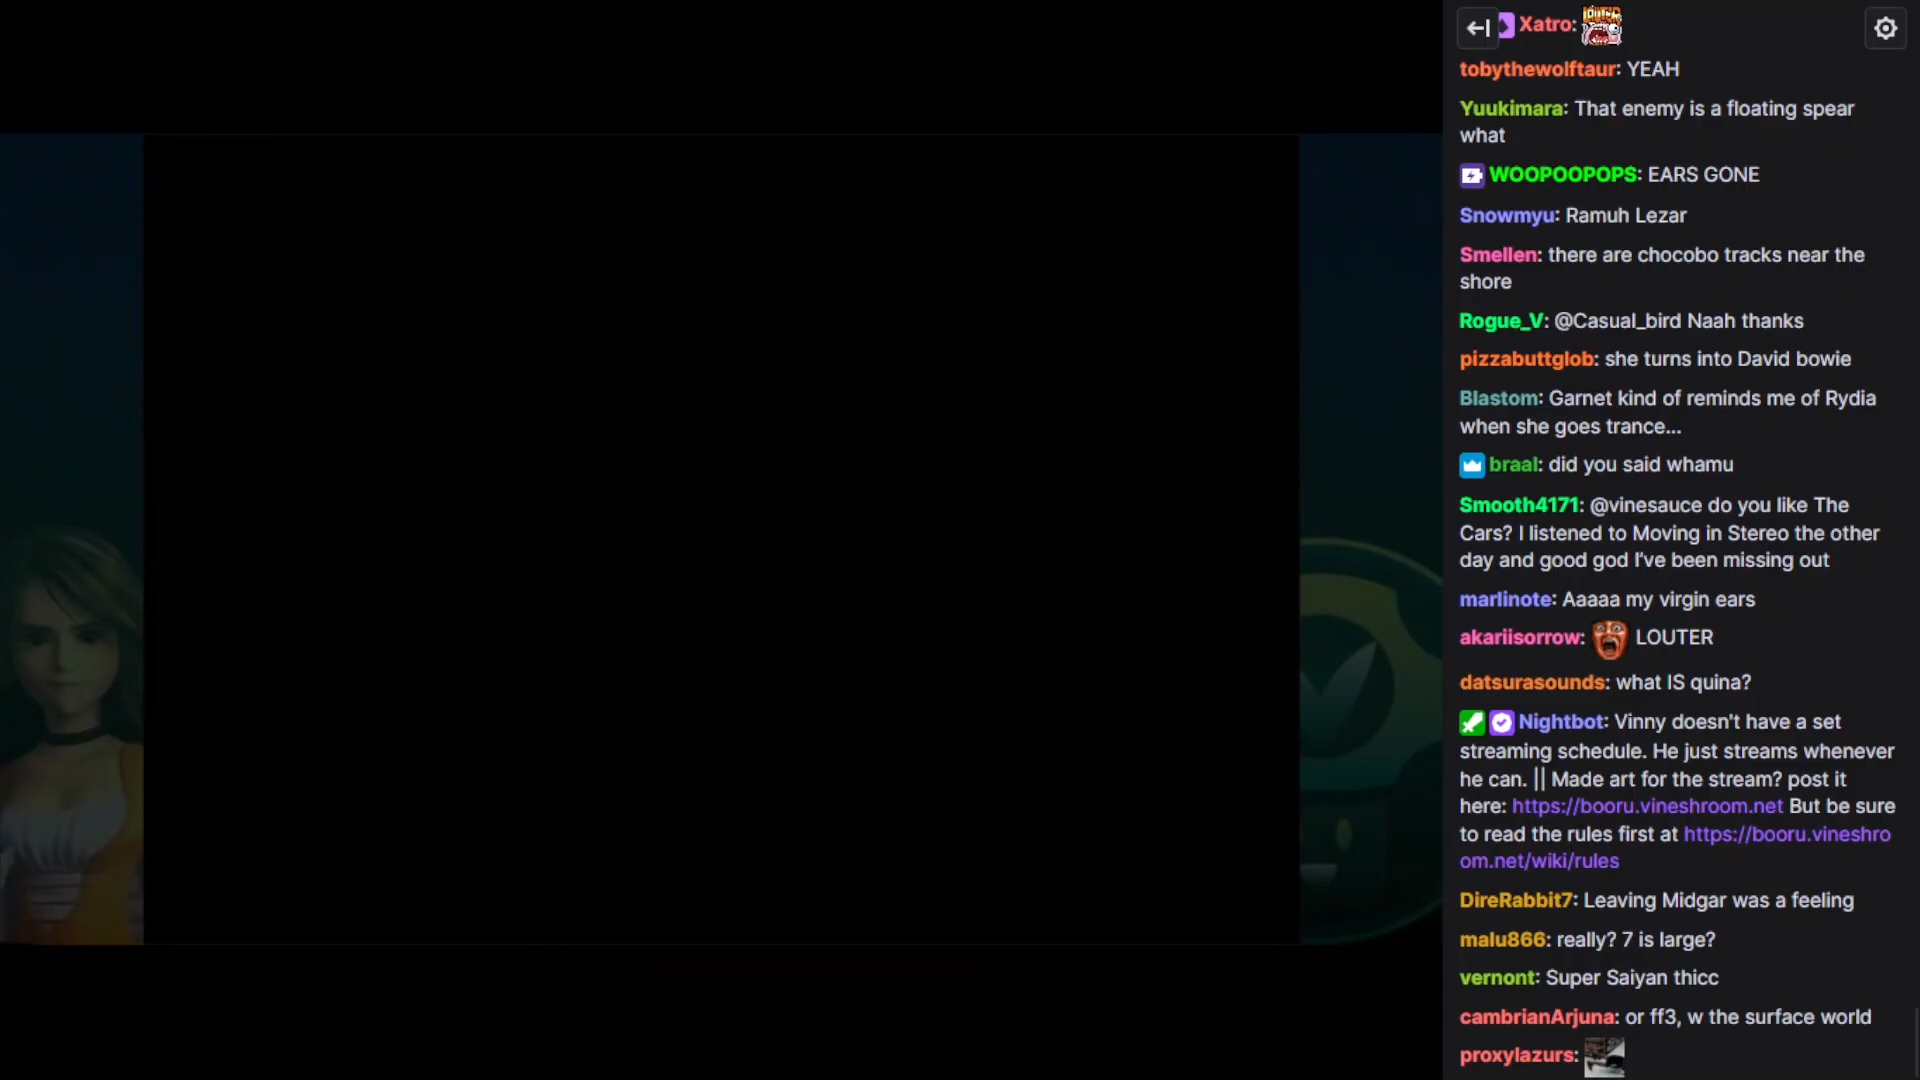 Xatro:
tobythewolftaur: YEAH
Yuukimara: That enemy is a floating spear
what
WOOPOOPOPS: EARS GONE
Snowmyu: Ramuh Lezar
Smellen: there are chocobo tracks near the
shore
Rogue_V: @Casual_bird Naah thanks
pizzabuttglob: she turns into David bowie
Blastom: Garnet kind of reminds me of Rydia
when she goes trance...
braal: did you said whamu
Smooth4171: @vinesauce do you like The
Cars? I listened to Moving in Stereo the other
day and good god I've been missing out
marlinote: Aaaaa my virgin ears
akariisorrow: LOUTER
datsurasounds: what IS quina?
Nightbot: Vinny doesn't have a set
streaming schedule. He just streams whenever
he can. || Made art for the stream? post it
here: https://booru.vineshroom.net But be sure
to read the rules first at https://booru.vineshro
om.net/wiki/rules
DireRabbit7: Leaving Midgar was a feeling
malu866: really? 7 is large?
vernont: Super Saiyan thicc
cambrianArjuna: or ff3, w the surface world
proxylazurs: